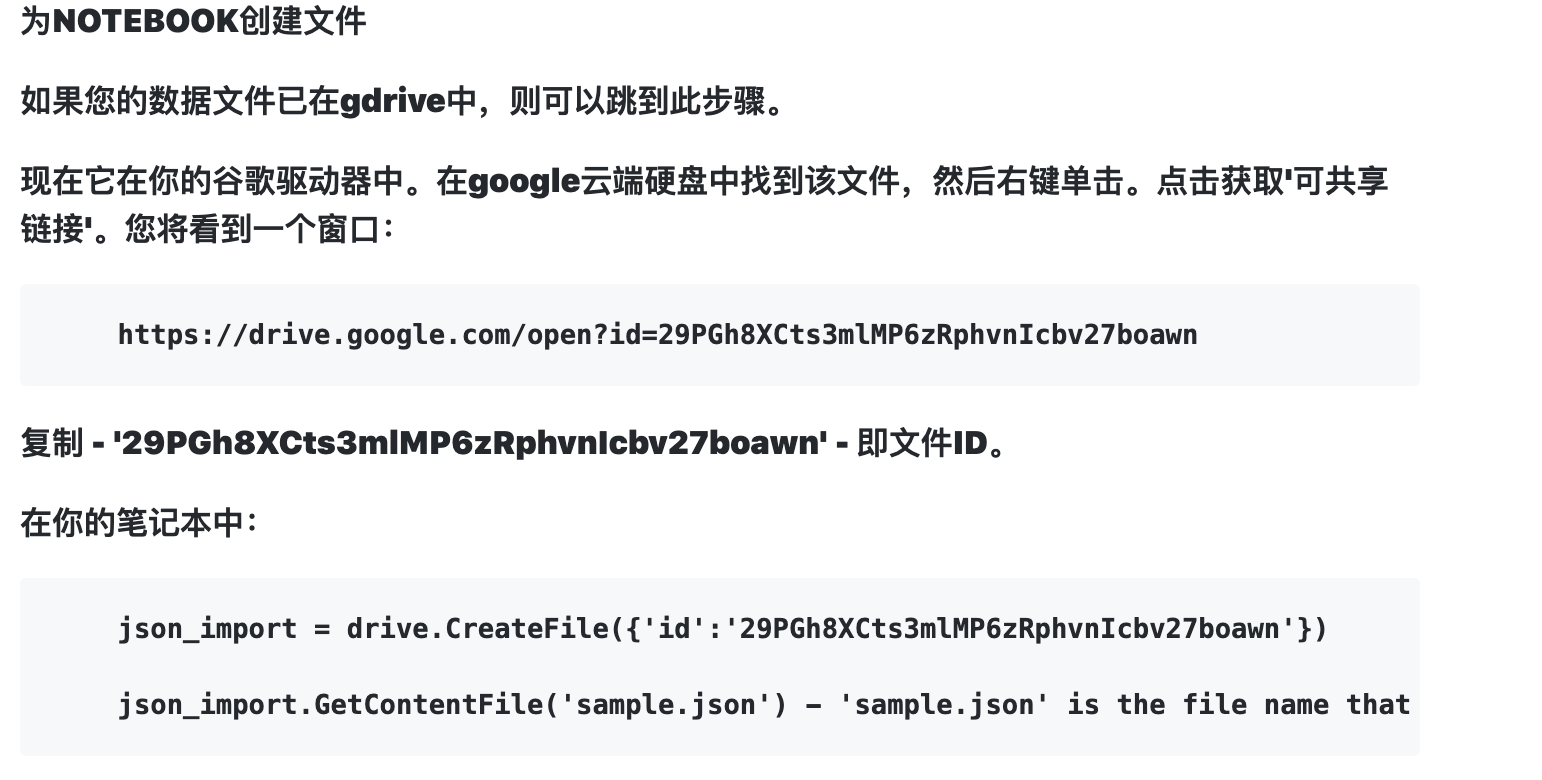 为NOTEBOOK创建文件
如果您的数据文件已在gdrive中，则可以跳到此步骤。
现在它在你的谷歌驱动器中。在google云端硬盘中找到该文件，然后右键单击。点击获取'可共享
链接'。您将看到一个窗口：
https://drive.google.com/open?id=29PGh8XCts3mlMP6zRphvnIcbv27boawn
复制 - '29PGh8XCts3mlMP6zRphvnIcbv27boawn' - 即文件ID。
在你的笔记本中：
json_import = drive.CreateFile({'id':'29PGh8XCts3mlMP6zRphvnIcbv27boawn'})
json_import.GetContentFile('sample.json') – 'sample.json' is the file name that